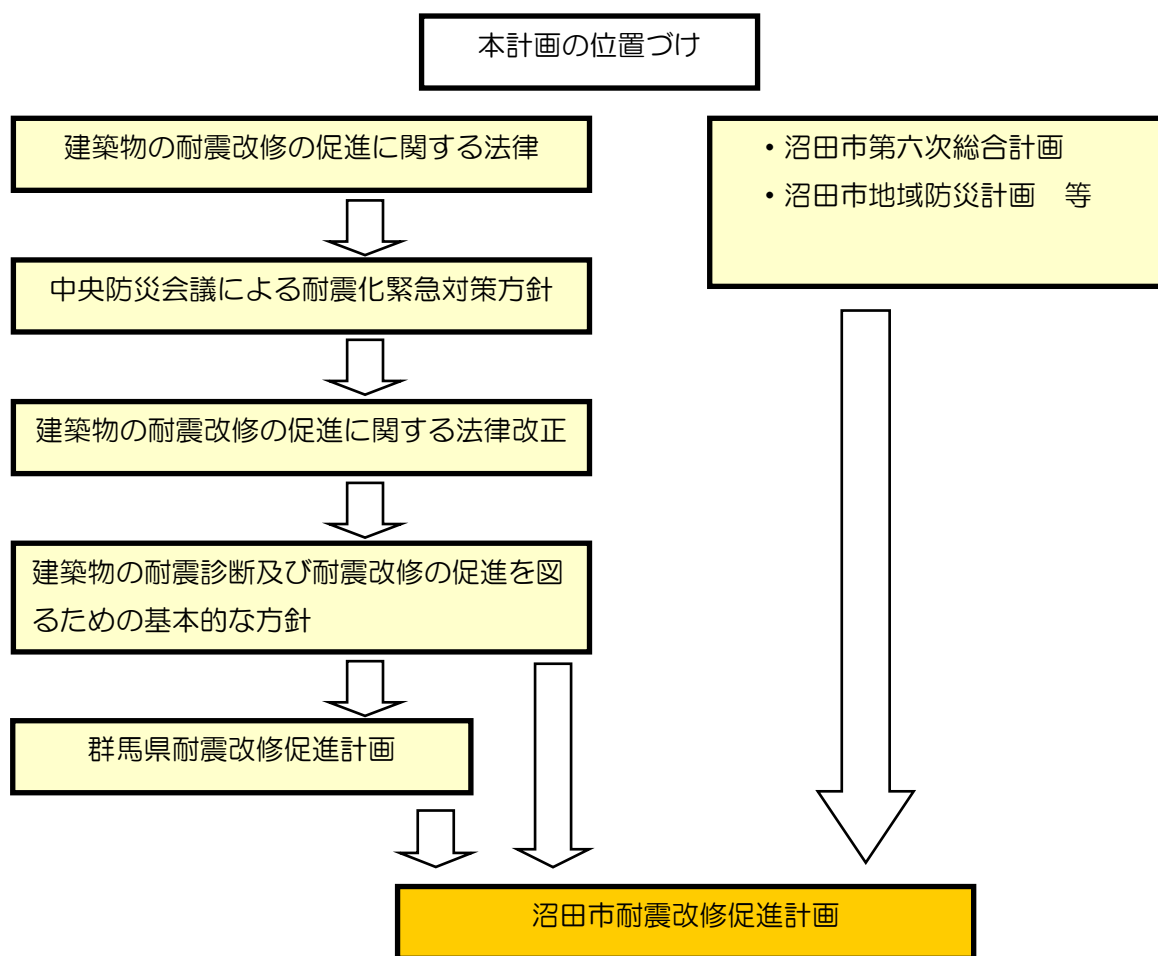 本計画の位置づけ
建築物の耐震改修の促進に関する法律
中央防災会議による耐震化緊急対策方針
建築物の耐震改修の促進に関する法律改正
建築物の耐震診断及び耐震改修の促進を図
るための基本的な方針
群馬県耐震改修促進計画
・沼田市第六次総合計画
・沼田市地域防災計画　等
沼田市耐震改修促進計画